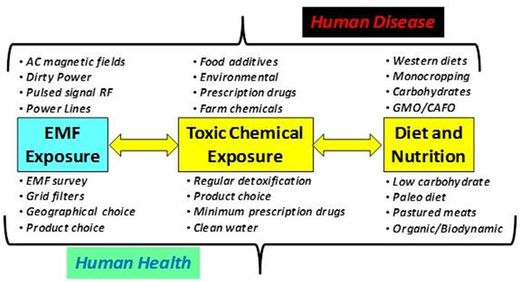 Human Disease
• AC magnetic fields
• Dirty Power
• Pulsed signal RF
• Power Lines
• Food additives
• Environmental
• Prescription drugs
• Farm chemicals
• Western diets
• Monocropping
• Carbohydrates
• GMO/CAFO
EMF
Exposure
Toxic Chemical
Exposure
Diet and
Nutrition
• EMF survey
• Grid filters
• Geographical choice
• Product choice
• Regular detoxification
• Product choice
• Minimum prescription drugs
• Clean water
• Low carbohydrate
• Paleo diet
• Pastured meats
• Organic/Biodynamic
Human Health